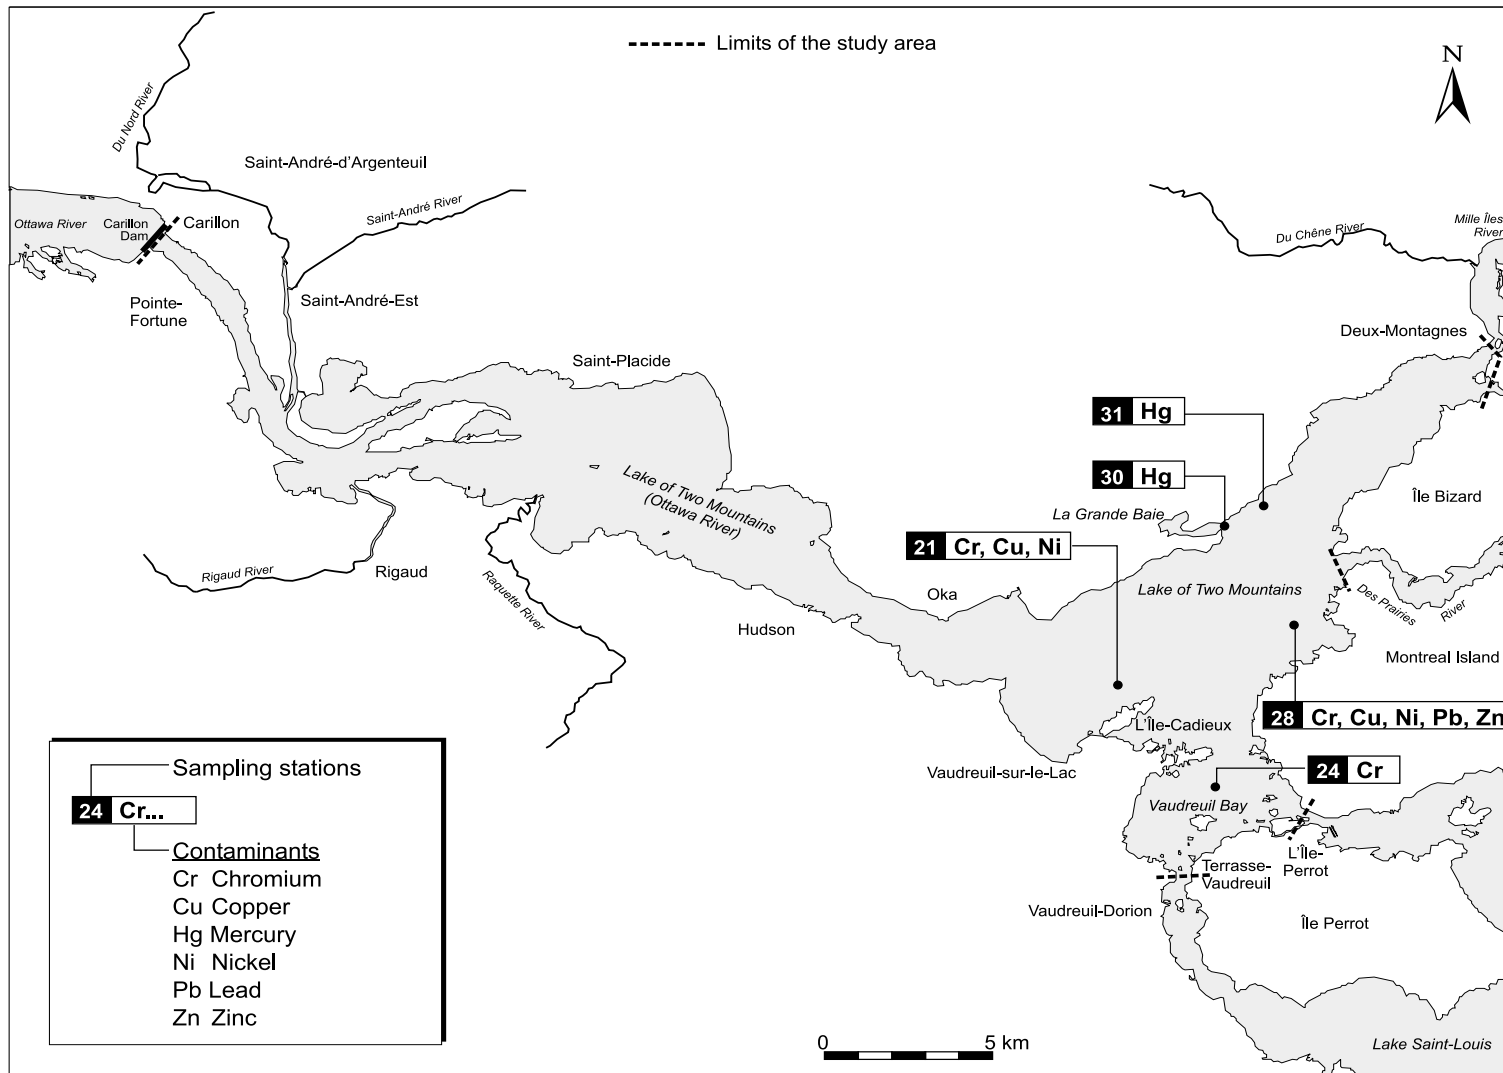 Limits of the study area
N
Du Nord River
Saint-André-d'Argenteuil
Saint-André River
Ottawa River
Carillon
Dam
Carillon
Mille Îles
River
Du Chêne River
Pointe-
Fortune
Saint-André-Est
Deux-Montagnes
Saint-Placide
31 Hg
30 Hg
La Grande Baie
Île Bizard
Lake of Two Mountains
(Ottawa River)
21 Cr, Cu, Ni
Rigaud River
Rigaud
Raquette River
Oka
Lake of Two Mountains
Des Prairies
River
Hudson
Montreal Island
28 Cr, Cu, Ni, Pb, Zn
L'Île-Cadieux
Vaudreuil-sur-le-Lac
24 Cr
Vaudreuil Bay
L'Île-
Perrot
Terrasse-
Vaudreuil
Vaudreuil-Dorion
Île Perrot
Sampling stations
24 Cr...
Contaminants
Cr Chromium
Cu Copper
Hg Mercury
Ni Nickel
Pb Lead
Zn Zinc
0 5 km
Lake Saint-Louis